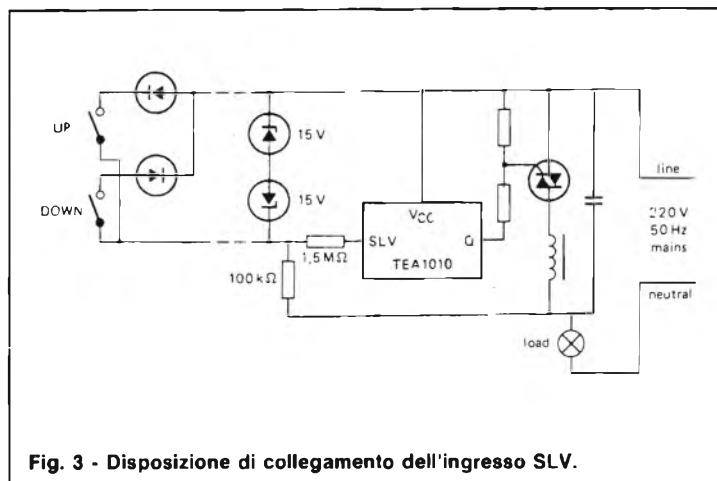 UP
DOWN
15 V
15 V
VCC
SLV
Q
TEA1010
1,5 MΩ
100 kΩ
line
220 V
50 Hz
mains
neutral
load
Fig. 3 - Disposizione di collegamento dell'ingresso SLV.